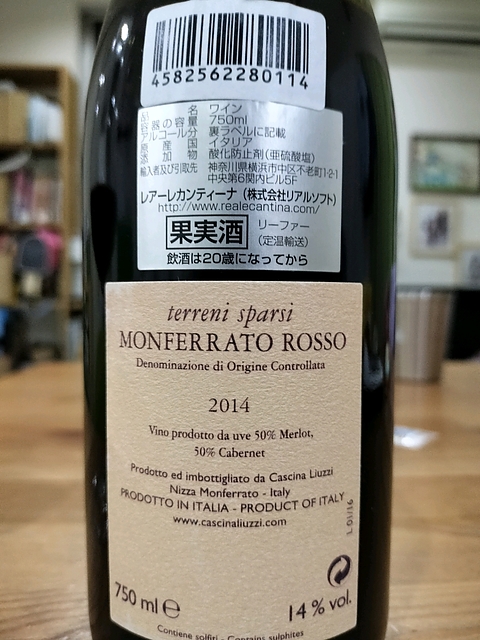 4582562280114
品名 ワイン
容器の容量 750ml
アルコール分 裏ラベルに記載
原産国 イタリア
添加物 酸化防止剤(亜硫酸塩)
輸入者及び引取先 神奈川県横浜市中区不老町1-2-1
中央第6関内ビル5F
レアーレカンティーナ (株式会社リアルソフト)
http://www.realecantina.com/
果実酒 リーファー
(定温輸送)
飲酒は20歳になってから
terreni sparsi
MONFERRATO ROSSO
Denominazione di Origine Controllata
2014
Vino prodotto da uve 50% Merlot,
50% Cabernet
Prodotto ed imbottigliato da Cascina Liuzzi
Nizza Monferrato - Italy
PRODOTTO IN ITALIA - PRODUCT OF ITALY
www.cascinaliuzzi.com
L 01/16
750 ml ℮
14 % vol.
Contiene solfiti - Contains sulphites